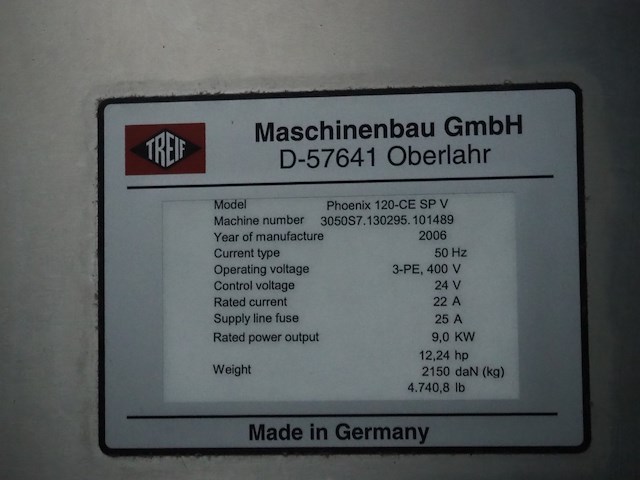 TREIF
Maschinenbau GmbH
D-57641 Oberlahr
Model Phoenix 120-CE SP V
Machine number 3050S7.130295.101489
Year of manufacture 2006
Current type 50 Hz
Operating voltage 3-PE, 400 V
Control voltage 24 V
Rated current 22 A
Supply line fuse 25 A
Rated power output 9,0 KW
12,24 hp
Weight 2150 daN (kg)
4.740,8 lb
Made in Germany